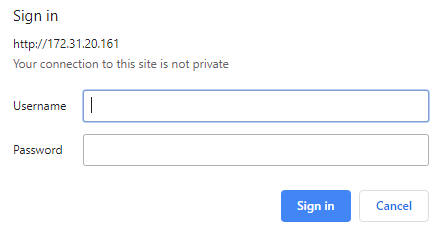 Sign in
http://172.31.20.161
Your connection to this site is not private
Username
Password
Sign in Cancel